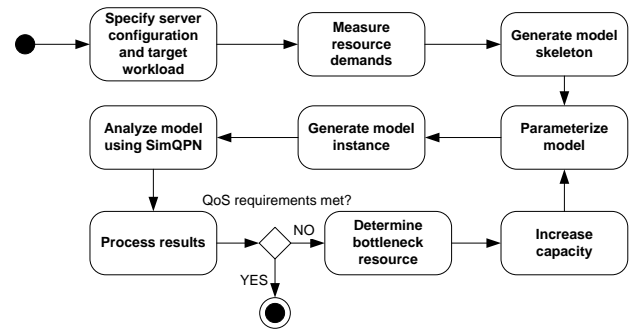 Specify server
configuration
and target
workload
Measure
resource
demands
Generate model
skeleton
Analyze model
using SimQPN
Generate model
instance
Parameterize
model
QoS requirements met?
Process results
NO
YES
Determine
bottleneck
resource
Increase
capacity